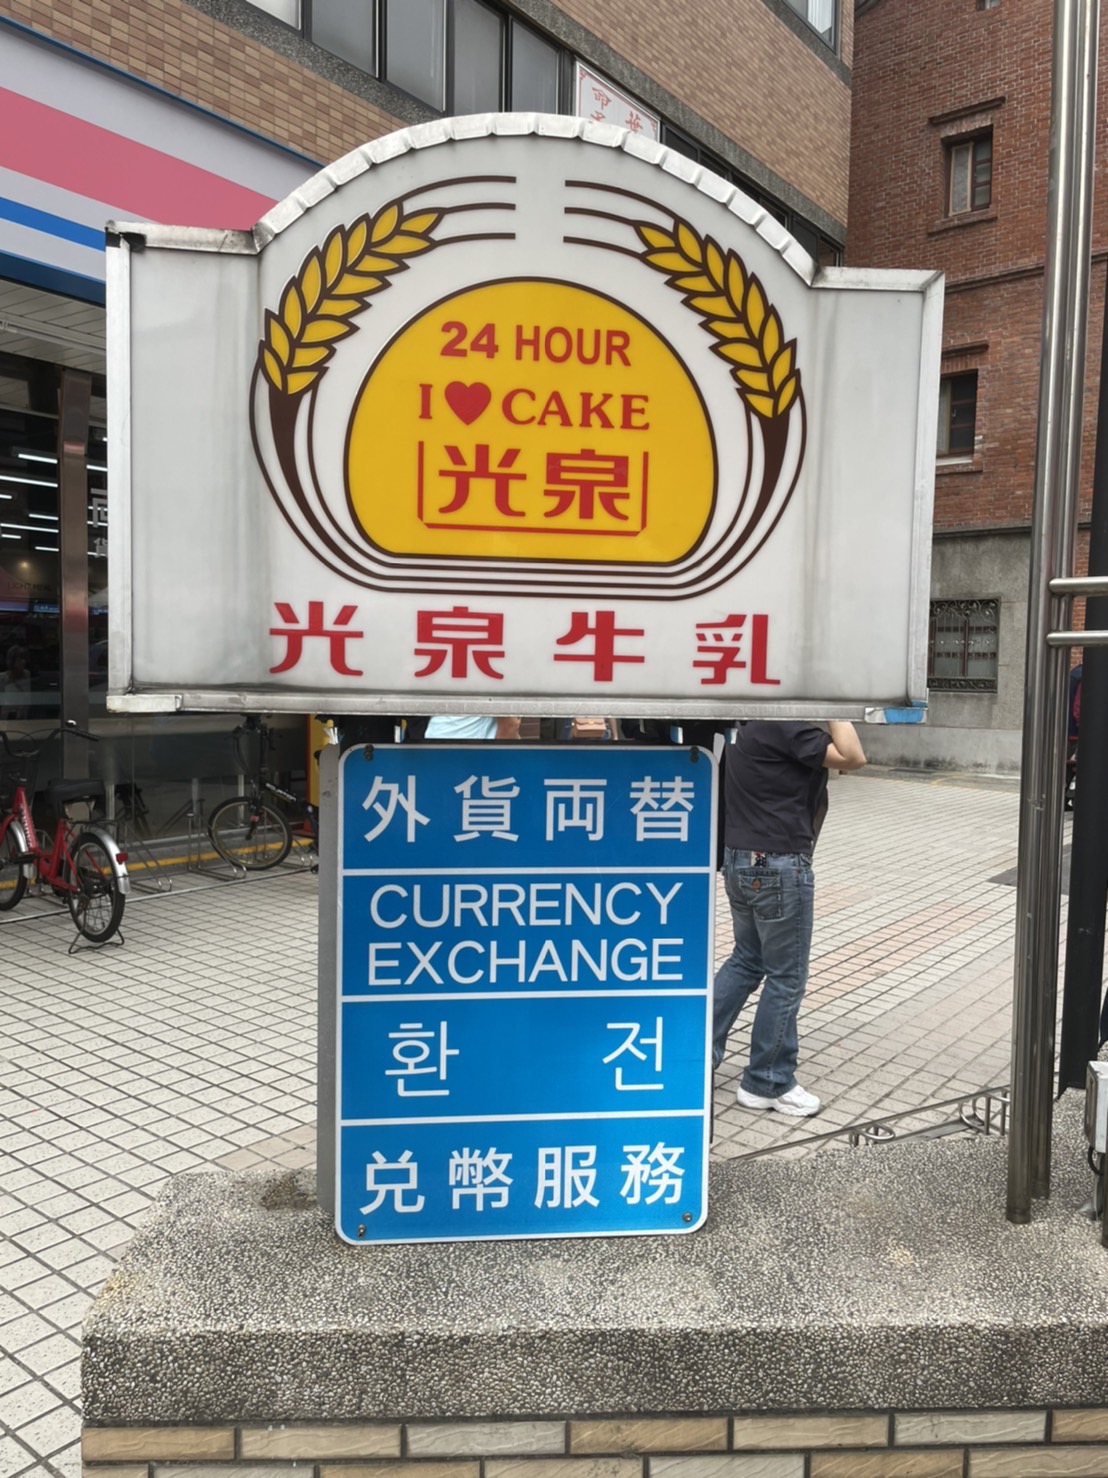 24 HOUR
I ♥ CAKE
光泉
光泉牛乳
外貨両替
CURRENCY
EXCHANGE
환 전
兌幣服務